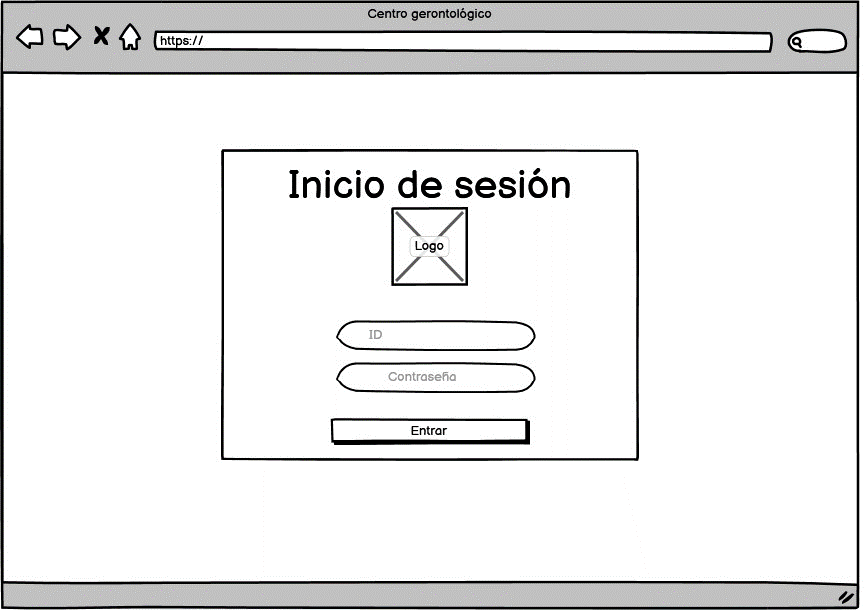 Centro gerontológico
https://
Inicio de sesión
Logo
ID
Contraseña
Entrar